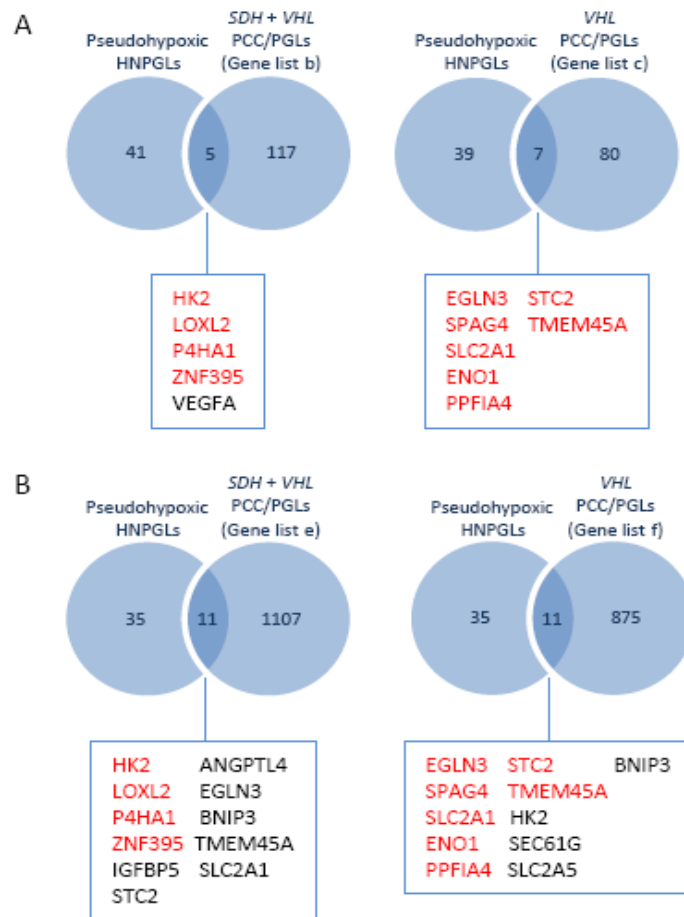 A
Pseudohypoxic
HNPGLs
SDH + VHL
PCC/PGLs
(Gene list b)
41
5
117
HK2
LOXL2
P4HA1
ZNF395
VEGFA
Pseudohypoxic
HNPGLs
VHL
PCC/PGLs
(Gene list c)
39
7
80
EGLN3 STC2
SPAG4 TMEM45A
SLC2A1
ENO1
PPFIA4
B
Pseudohypoxic
HNPGLs
SDH + VHL
PCC/PGLs
(Gene list e)
35
11
1107
HK2 ANGPTL4
LOXL2 EGLN3
P4HA1 BNIP3
ZNF395 TMEM45A
IGFBP5 SLC2A1
STC2
Pseudohypoxic
HNPGLs
VHL
PCC/PGLs
(Gene list f)
35
11
875
EGLN3 STC2 BNIP3
SPAG4 TMEM45A
SLC2A1 HK2
ENO1 SEC61G
PPFIA4 SLC2A5